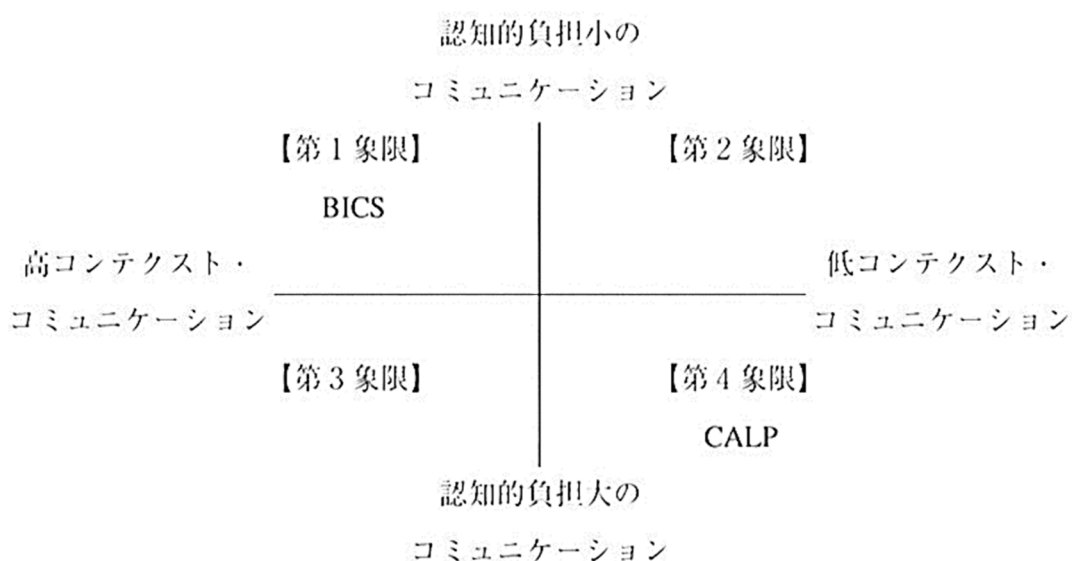 認知的負担小の
コミュニケーション
【第1象限】
【第2象限】
BICS
高コンテクスト・
コミュニケーション
低コンテクスト・
コミュニケーション
【第3象限】
【第4象限】
CALP
認知的負担大の
コミュニケーション